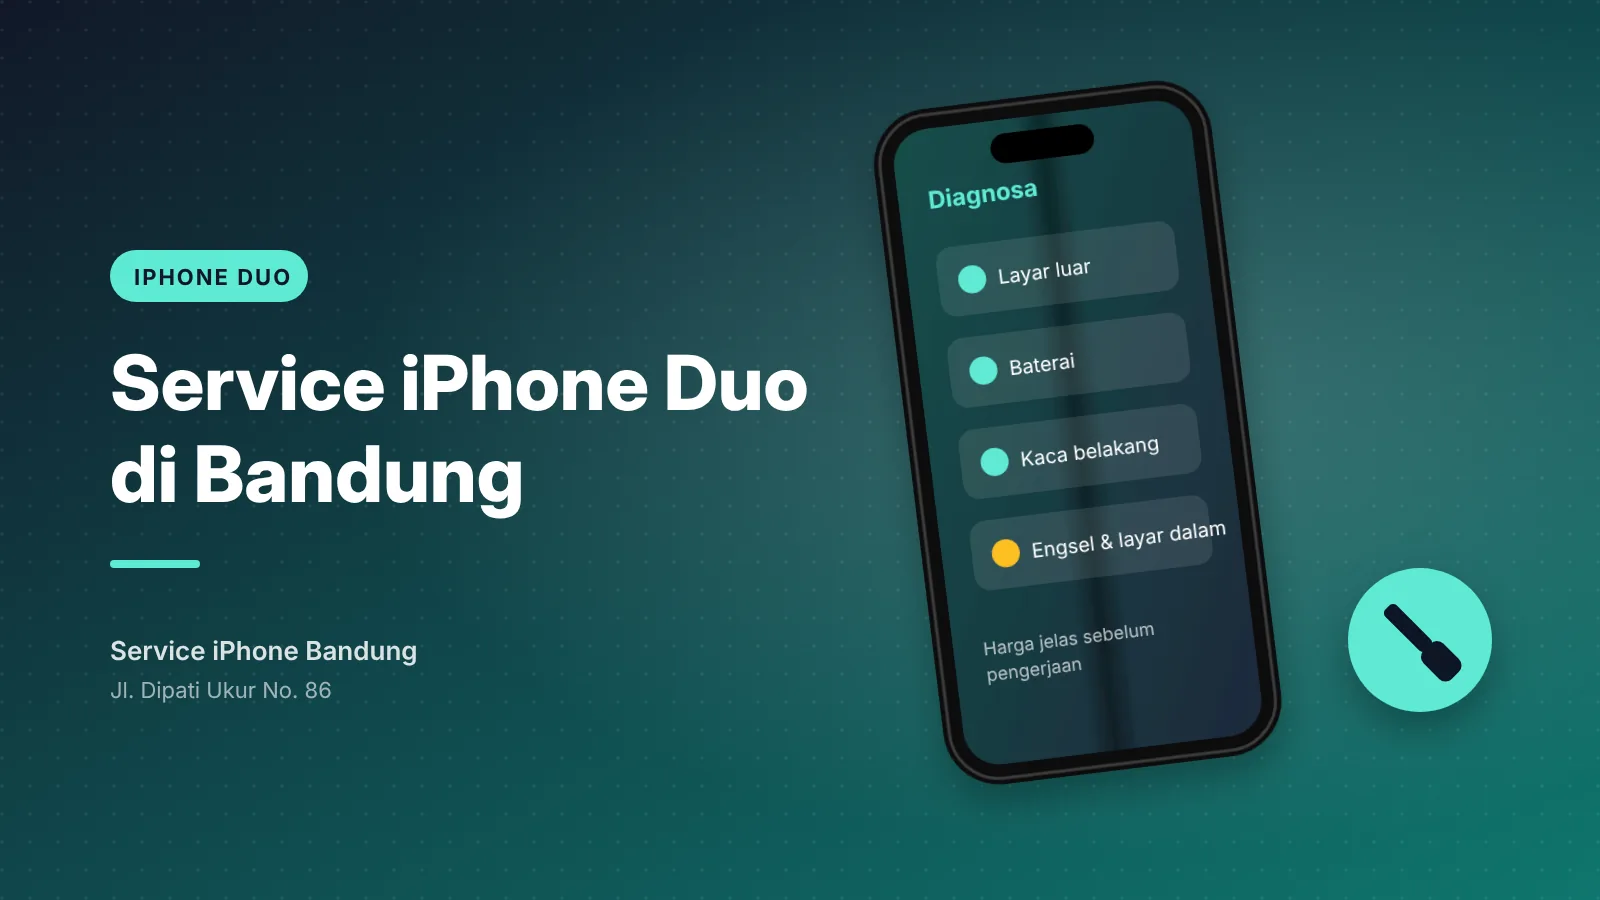 IPHONE DUO
Service iPhone Duo
di Bandung
Service iPhone Bandung
Jl. Dipati Ukur No. 86
Diagnosa
Layar luar
Baterai
Kaca belakang
Engsel & layar dalam
Harga jelas sebelum
pengerjaan